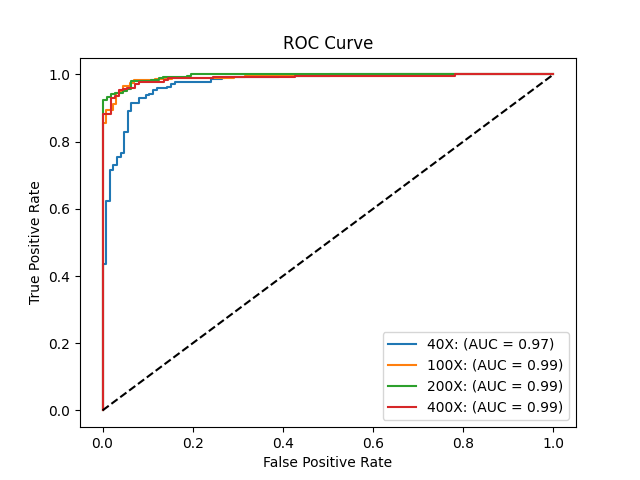 ROC Curve
True Positive Rate
1.0
0.8
0.6
0.4
0.2
0.0
0.0
0.2
0.4
0.6
0.8
1.0
False Positive Rate
40X: (AUC = 0.97)
100X: (AUC = 0.99)
200X: (AUC = 0.99)
400X: (AUC = 0.99)